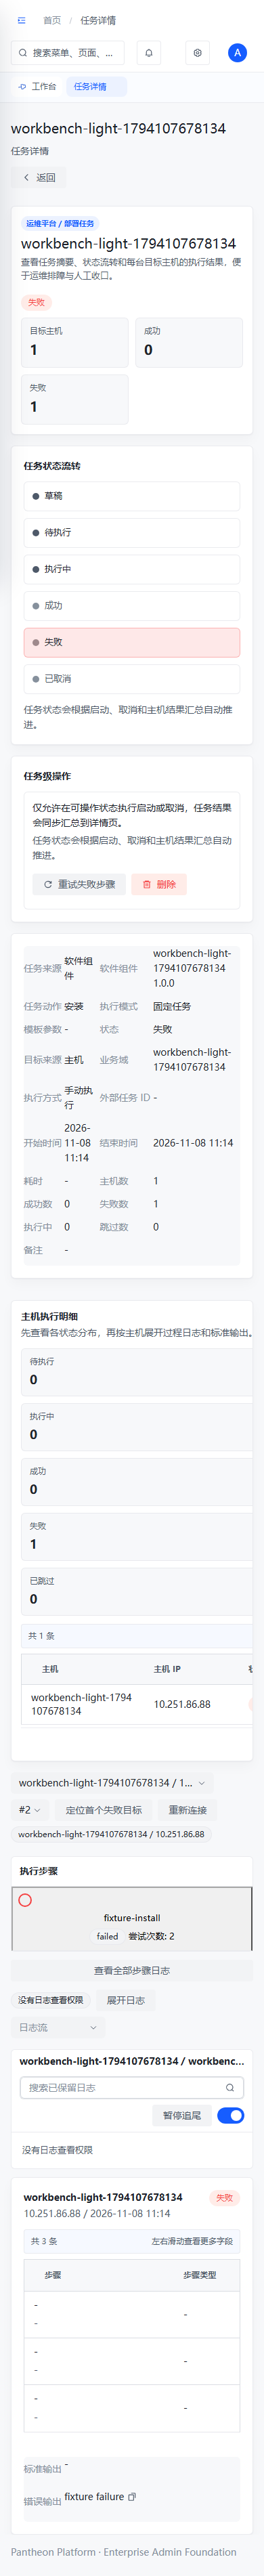 首页 / 任务详情
搜索菜单、页面、...
A
工作台 任务详情
workbench-light-1794107678134
任务详情
返回
运维平台 / 部署任务
workbench-light-1794107678134
查看任务摘要、状态流转和每台目标主机的执行结果，便
于运维排障与人工收口。
失败
目标主机
1
成功
0
失败
1
任务状态流转
草稿
待执行
执行中
成功
失败
已取消
任务状态会根据启动、取消和主机结果汇总自动推
进。
任务级操作
仅允许在可操作状态执行启动或取消，任务结果
会同步汇总到详情页。
任务状态会根据启动、取消和主机结果汇总自动
推进。
重试失败步骤 删除
任务来源 软件组件 软件组件 workbench-light-1794107678134 1.0.0
任务动作 安装 执行模式 固定任务
模板参数 - 状态 失败
目标来源 主机 业务域 workbench-light-1794107678134
执行方式 手动执行 外部任务 ID -
开始时间 2026-11-08 11:14 结束时间 2026-11-08 11:14
耗时 - 主机数 1
成功数 0 失败数 1
执行中 0 跳过数 0
备注 -
主机执行明细
先查看各状态分布，再按主机展开过程日志和标准输出。
待执行
0
执行中
0
成功
0
失败
1
已跳过
0
共 1 条
主机 主机 IP
workbench-light-1794
107678134 10.251.86.88
workbench-light-1794107678134 / 1...
#2 定位首个失败目标 重新连接
workbench-light-1794107678134 / 10.251.86.88
执行步骤
fixture-install
failed 尝试次数: 2
查看全部步骤日志
没有日志查看权限 展开日志
日志流
workbench-light-1794107678134 / workbenc...
搜索已保留日志
暂停追尾
没有日志查看权限
workbench-light-1794107678134 失败
10.251.86.88 / 2026-11-08 11:14
共 3 条 左右滑动查看更多字段
步骤 步骤类型
-
- -
-
- -
-
- -
标准输出 -
错误输出 fixture failure
Pantheon Platform · Enterprise Admin Foundation